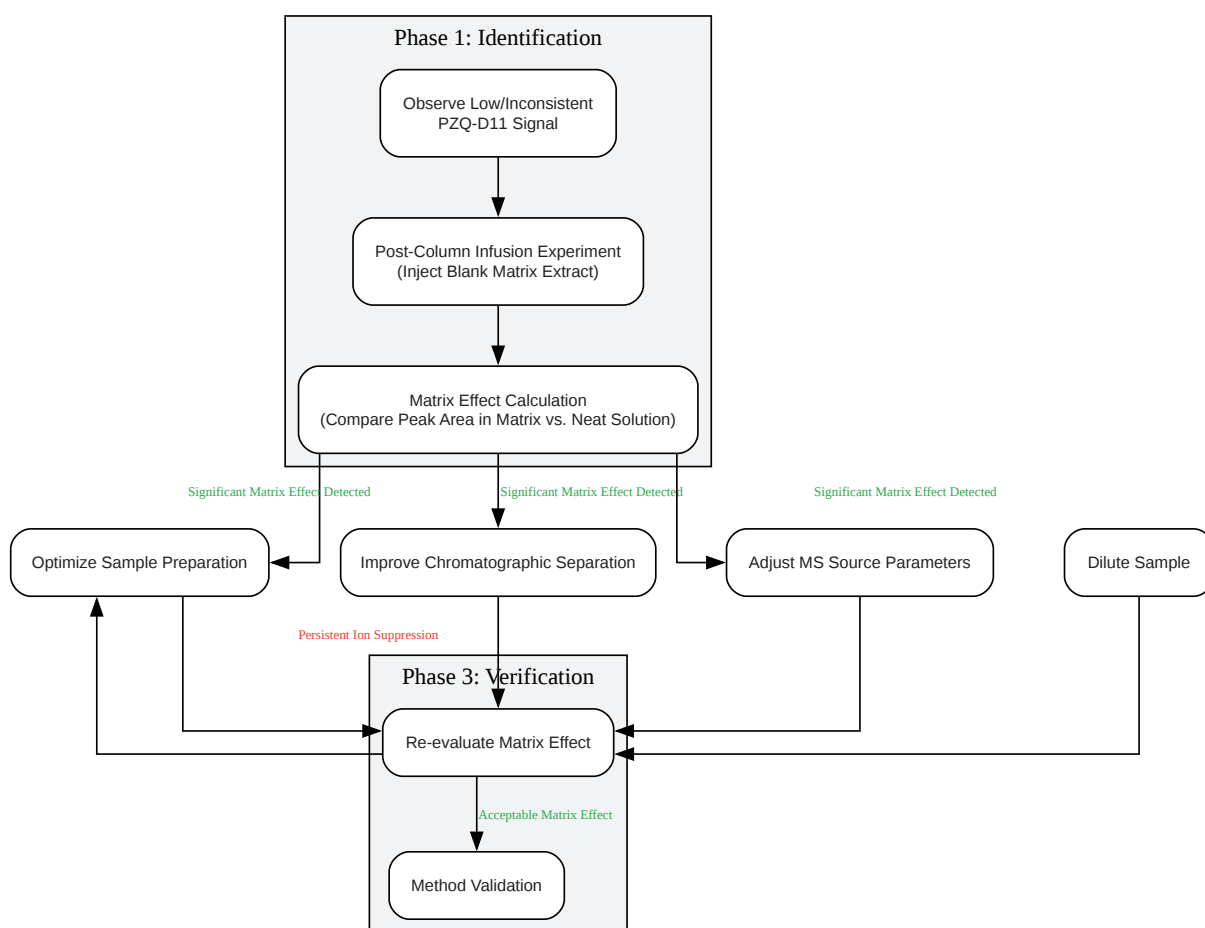 Phase 1: Identification
Observe Low/Inconsistent
PZQ-D11 Signal
Post-Column Infusion Experiment
(Inject Blank Matrix Extract)
Matrix Effect Calculation
(Compare Peak Area in Matrix vs. Neat Solution)
Significant Matrix Effect Detected
Significant Matrix Effect Detected
Significant Matrix Effect Detected
Optimize Sample Preparation
Improve Chromatographic Separation
Adjust MS Source Parameters
Dilute Sample
Persistent Ion Suppression
Phase 3: Verification
Re-evaluate Matrix Effect
Acceptable Matrix Effect
Method Validation